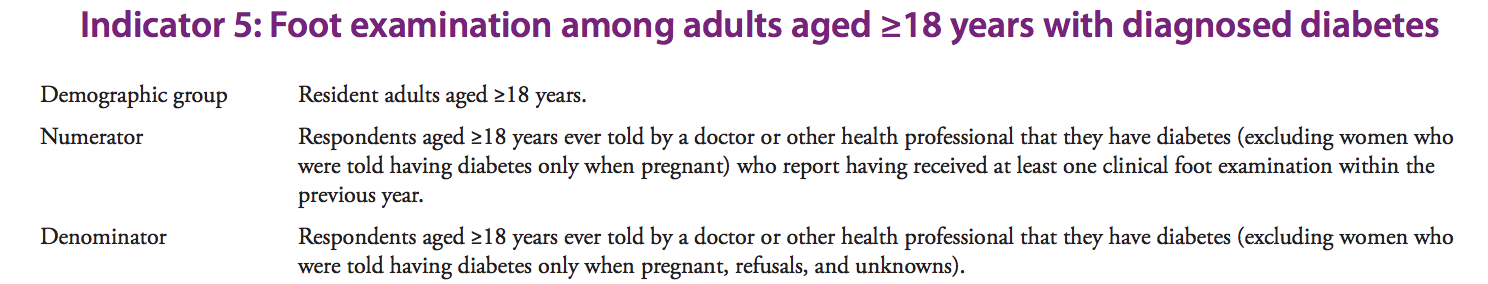 Indicator 5: Foot examination among adults aged ≥18 years with diagnosed diabetes
Demographic group Resident adults aged ≥18 years.
Numerator Respondents aged ≥18 years ever told by a doctor or other health professional that they have diabetes (excluding women who
were told having diabetes only when pregnant) who report having received at least one clinical foot examination within the
previous year.
Denominator Respondents aged ≥18 years ever told by a doctor or other health professional that they have diabetes (excluding women who
were told having diabetes only when pregnant, refusals, and unknowns).